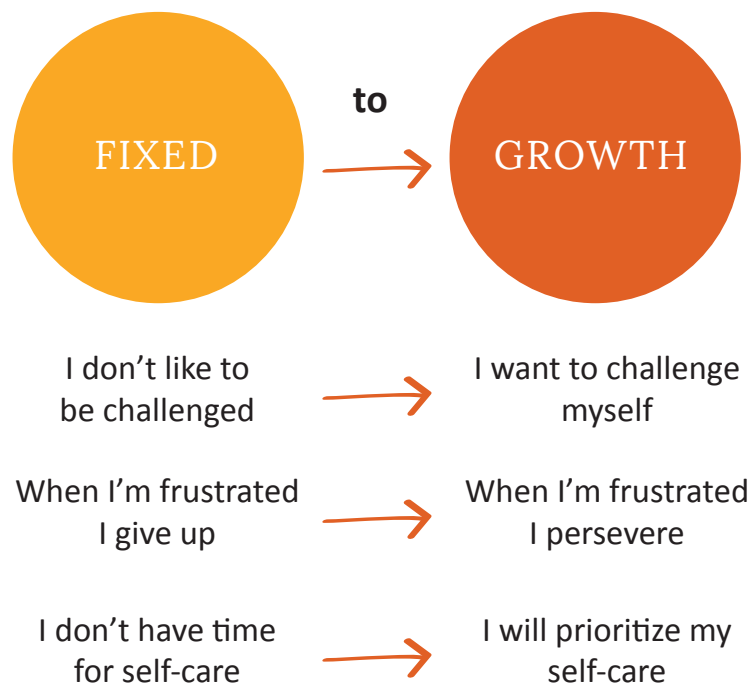 to
FIXED
GROWTH
I don’t like to
be challenged
I want to challenge
myself
When I’m frustrated
I give up
When I’m frustrated
I persevere
I don’t have time
for self-care
I will prioritize my
self-care